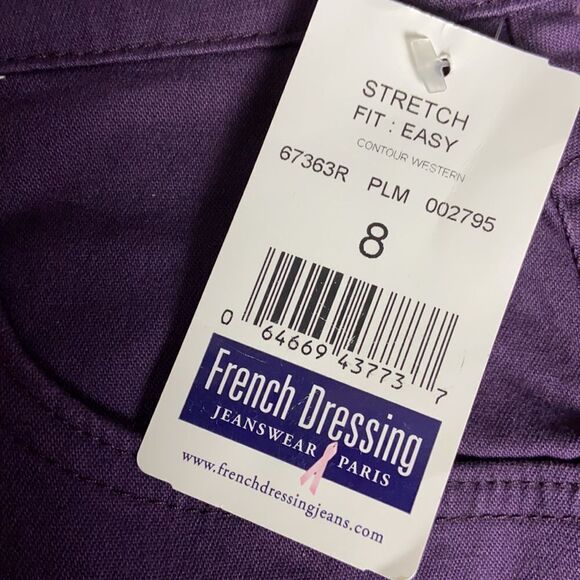 STRETCH
FIT : EASY
CONTOUR WESTERN
67363R PLM 002795
8
0 64669 43773 7
French Dressing
JEANSWEAR PARIS
www.frenchdressingjeans.com